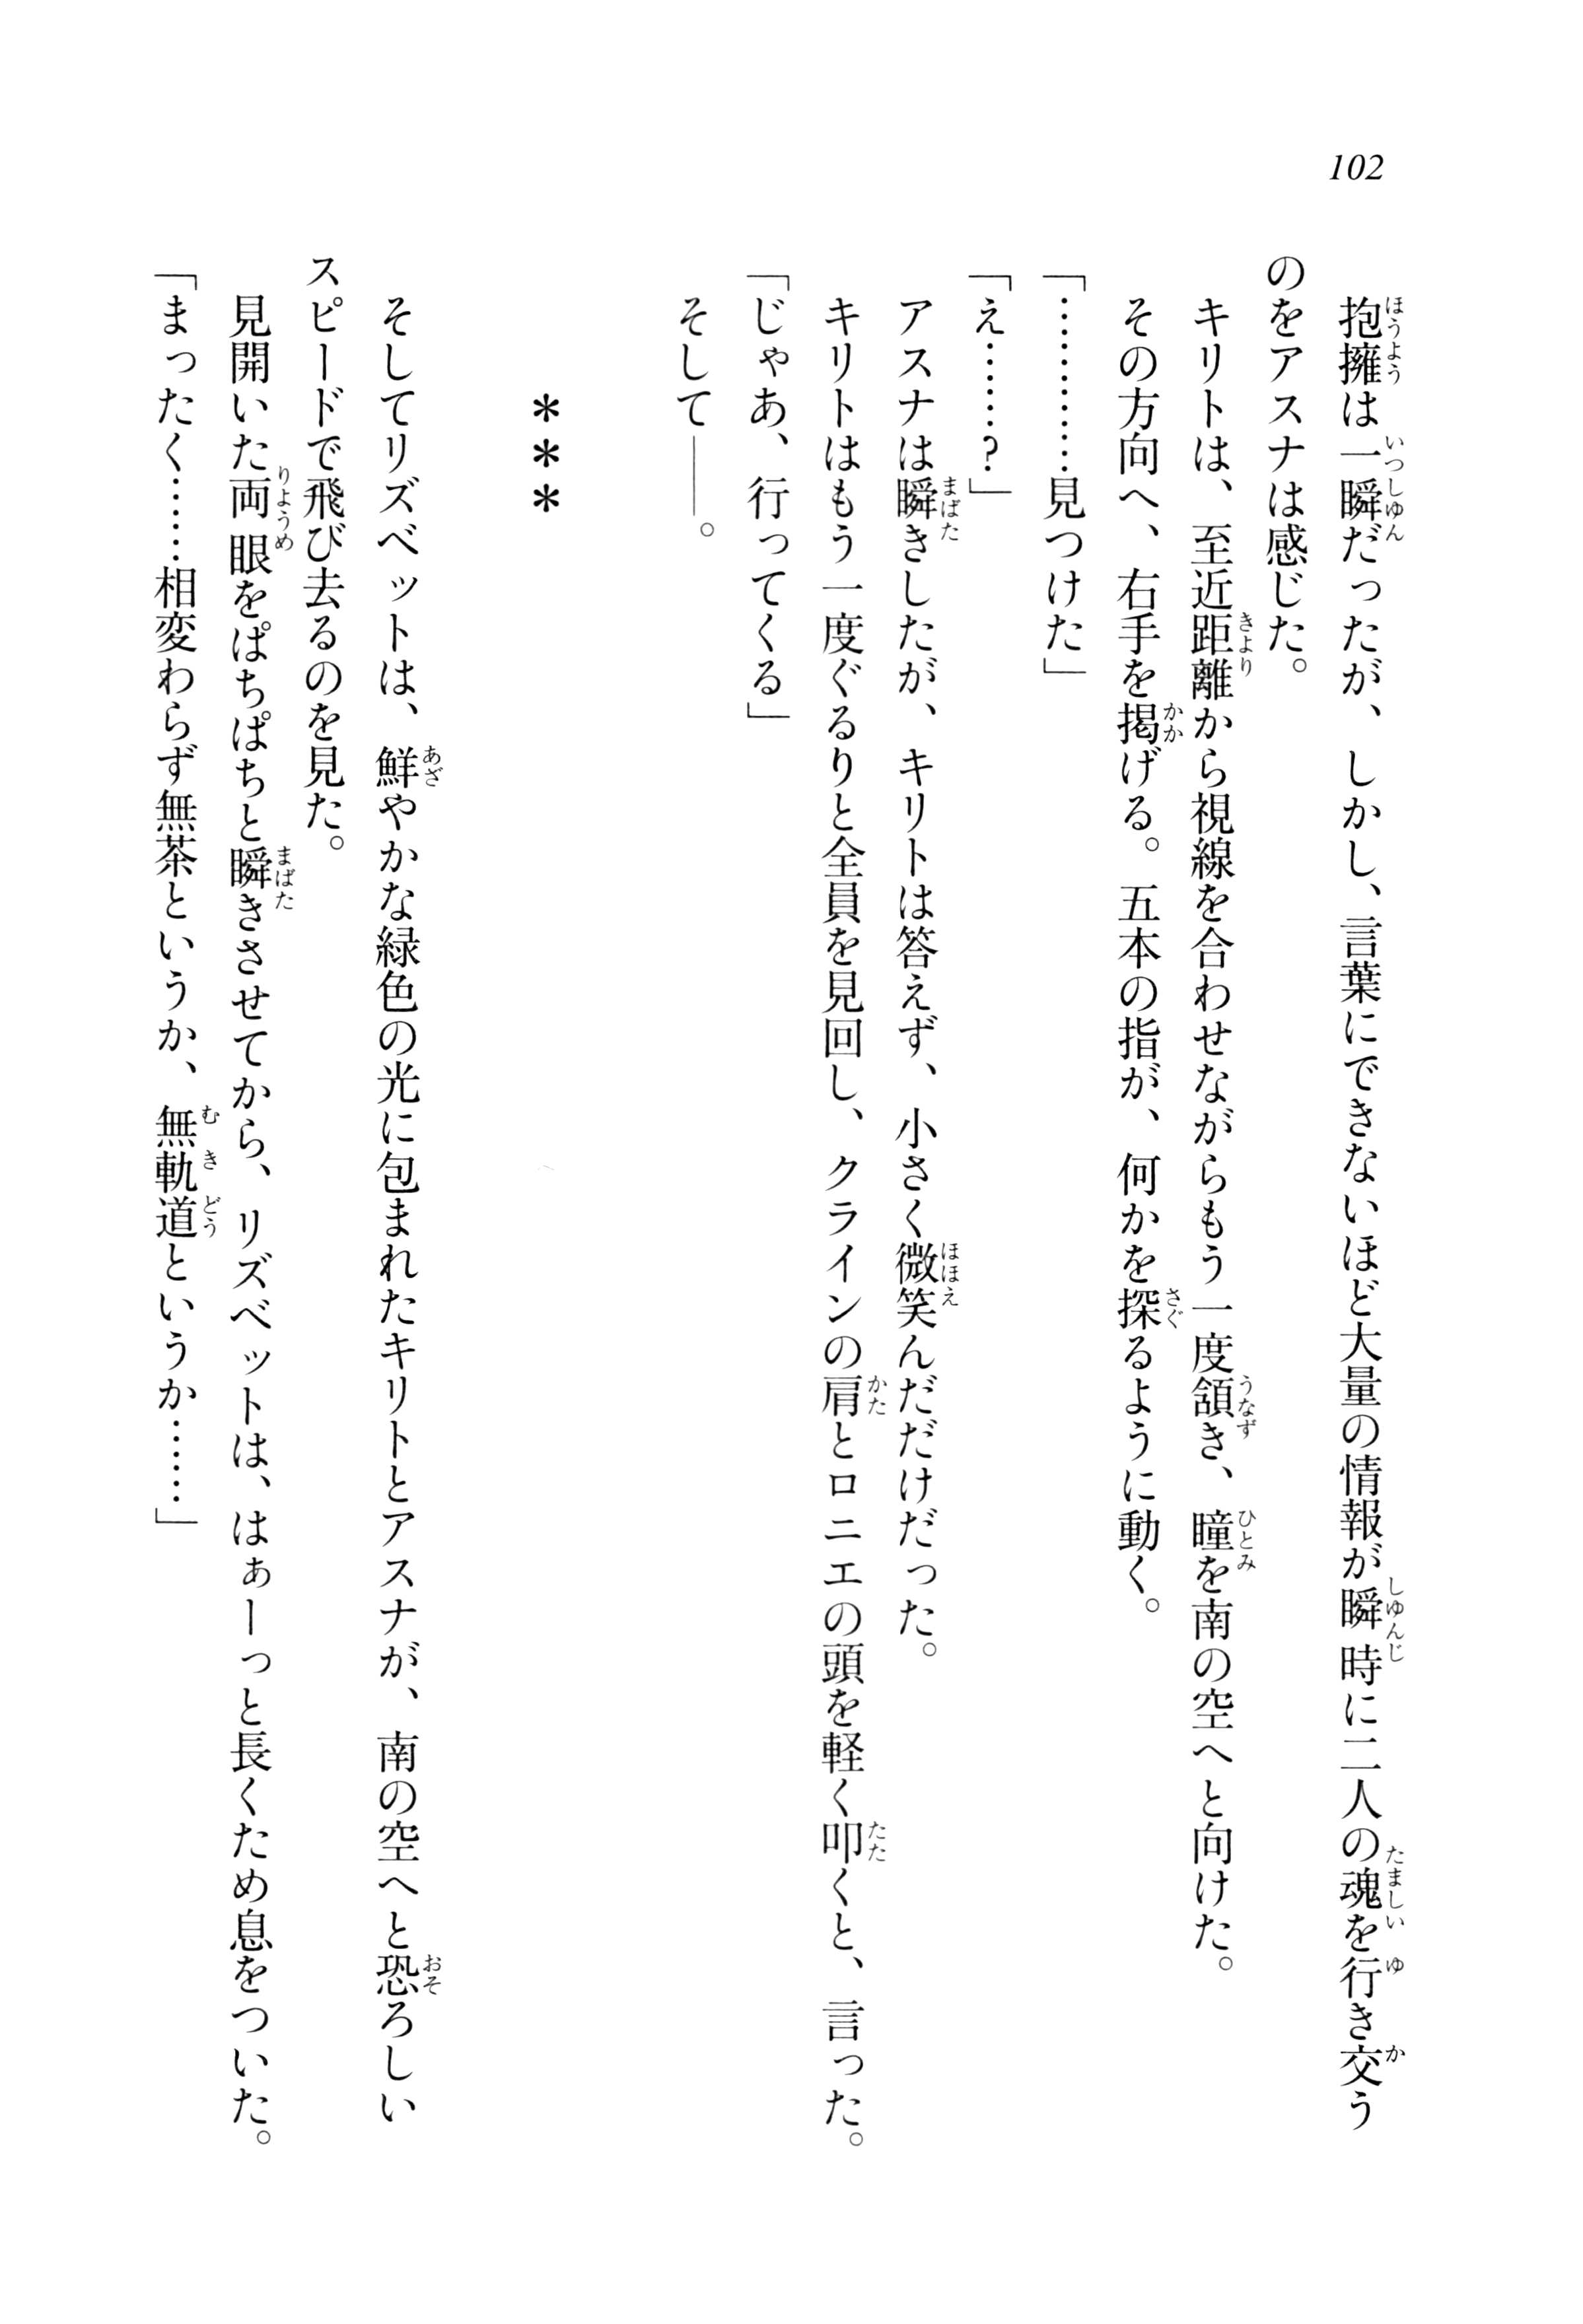 102
　抱擁は一瞬だったが、しかし、言葉にできないほど大量の情報が瞬時に二人の魂を行き交う
のをアスナは感じた。
　キリトは、至近距離から視線を合わせながらもう一度頷き、瞳を南の空へと向けた。
　その方向へ、右手を掲げる。五本の指が、何かを探るように動く。
「…………見つけた」
「え……？」
　アスナは瞬きしたが、キリトは答えず、小さく微笑んだだけだった。
　キリトはもう一度ぐるりと全員を見回し、クラインの肩とロニエの頭を軽く叩くと、言った。
「じゃあ、行ってくる」
　そして――。
＊＊＊
　そしてリズベットは、鮮やかな緑色の光に包まれたキリトとアスナが、南の空へと恐ろしい
スピードで飛び去るのを見た。
　見開いた両眼をぱちぱちと瞬きさせてから、リズベットは、はぁーっと長くため息をついた。
「まったく……相変わらず無茶というか、無軌道というか……」